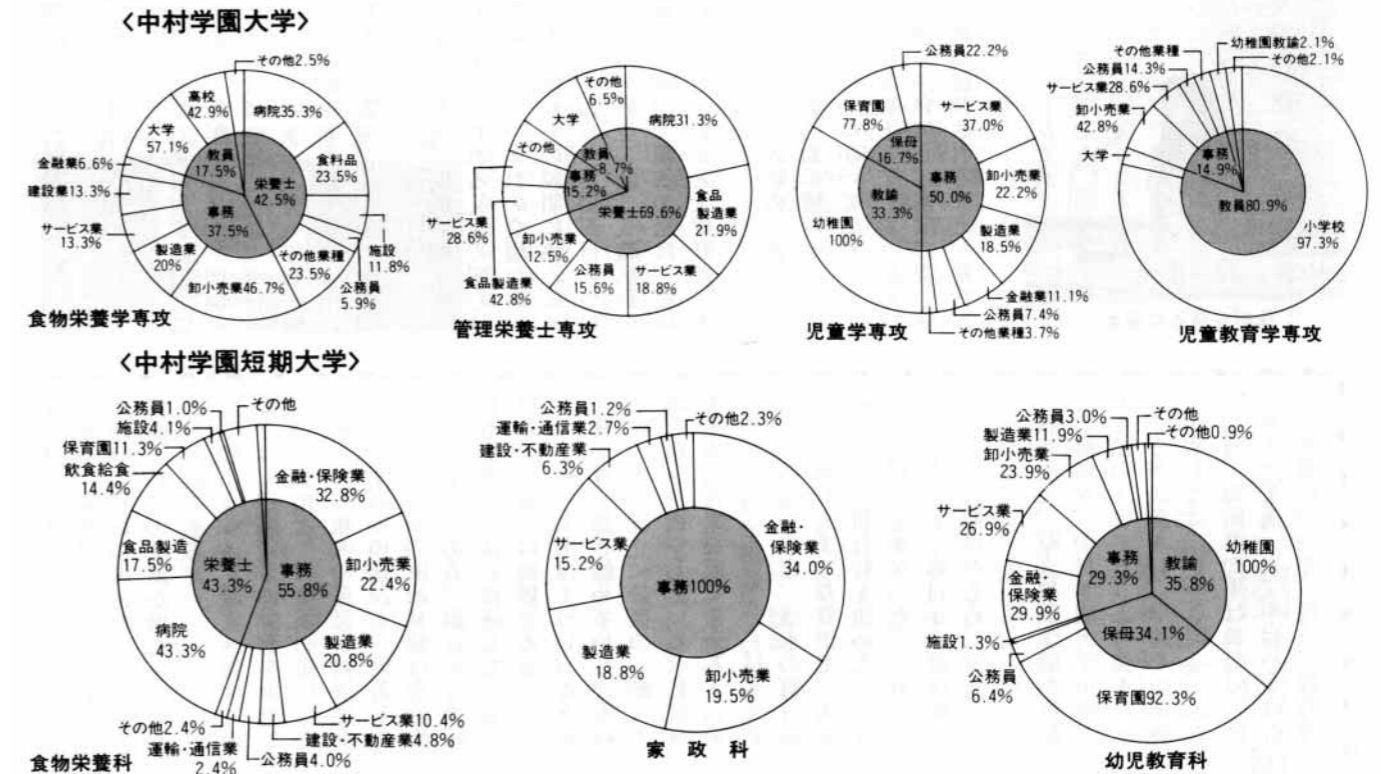 〈中村学園大学〉
その他2.5%
高校
42.9%
病院35.3%
大学
57.1%
教員
17.5%
金融業6.6%
栄養士
42.5%
食料品
23.5%
建設業13.3%
事務
37.5%
サービス業
13.3%
製造業
20%
その他業種
23.5%
施設
11.8%
卸小売業46.7%
公務員
5.9%
食物栄養学専攻
その他
6.5%
病院31.3%
大学
その他
教員
8.7%
事務
15.2%
栄養士69.6%
食品
製造業
21.9%
サービス業
28.6%
卸小売業
12.5%
食品製造業
42.8%
公務員
15.6%
サービス業
18.8%
管理栄養士専攻
公務員22.2%
保育園
77.8%
サービス業
37.0%
保母
16.7%
事務
50.0%
教諭
33.3%
卸小売業
22.2%
幼稚園
100%
製造業
18.5%
金融業11.1%
公務員7.4%
その他業種3.7%
児童学専攻
その他業種
幼稚園教諭2.1%
公務員14.3%
その他2.1%
サービス業28.6%
卸小売業
42.8%
大学
事務
14.9%
教員80.9%
小学校
97.3%
児童教育学専攻
〈中村学園短期大学〉
公務員1.0%
その他
施設4.1%
保育園11.3%
飲食給食
14.4%
金融・保険業
32.8%
食品製造
17.5%
栄養士
43.3%
事務
55.8%
卸小売業
22.4%
病院
43.3%
製造業
20.8%
その他2.4%
運輸・通信業
2.4%
公務員4.0%
建設・不動産業4.8%
サービス業10.4%
食物栄養科
公務員1.2%
その他2.3%
運輸・通信業2.7%
建設・不動産業
6.3%
サービス業
15.2%
金融・
保険業
34.0%
事務100%
製造業
18.8%
卸小売業
19.5%
家政科
公務員3.0%
その他
製造業11.9%
その他0.9%
卸小売業
23.9%
サービス業
26.9%
幼稚園
100%
事務
29.3%
教諭
35.8%
金融・
保険業
29.9%
保母34.1%
施設1.3%
公務員
6.4%
保育園92.3%
幼児教育科